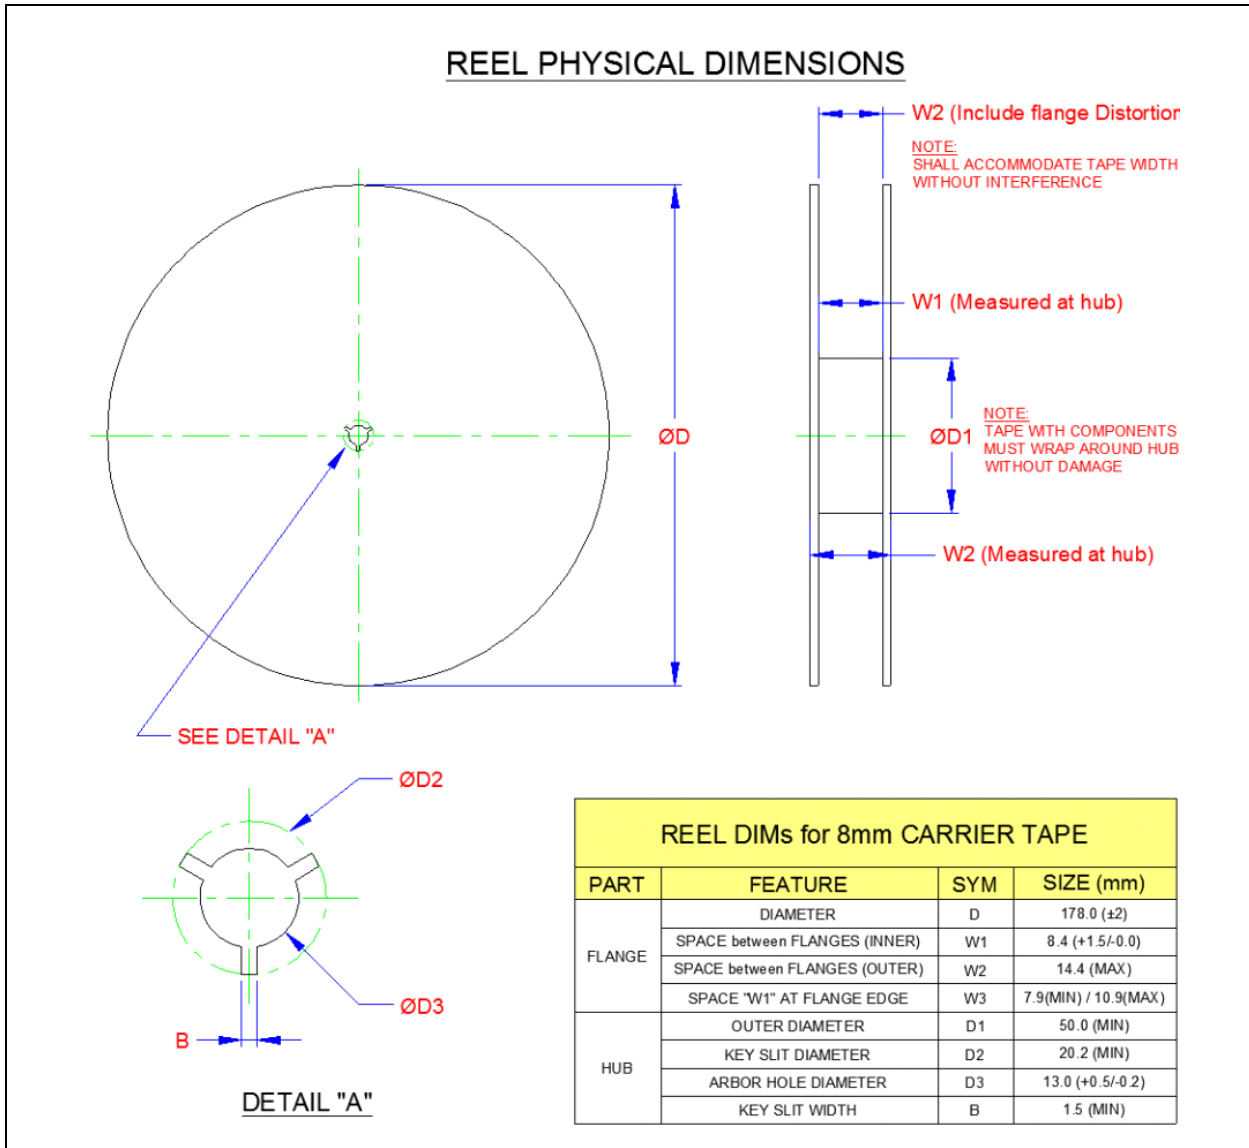 REEL PHYSICAL DIMENSIONS
W2 (Include flange Distortion
NOTE:
SHALL ACCOMMODATE TAPE WIDTH
WITHOUT INTERFERENCE
W1 (Measured at hub)
ØD
ØD1
NOTE:
TAPE WITH COMPONENTS
MUST WRAP AROUND HUB
WITHOUT DAMAGE
W2 (Measured at hub)
SEE DETAIL "A"
ØD2
ØD3
B
DETAIL "A"
REEL DIMs for 8mm CARRIER TAPE
PART FEATURE SYM SIZE (mm)
FLANGE
DIAMETER D 178.0 (±2)
SPACE between FLANGES (INNER) W1 8.4 (+1.5/-0.0)
SPACE between FLANGES (OUTER) W2 14.4 (MAX)
SPACE "W1" AT FLANGE EDGE W3 7.9(MIN) / 10.9(MAX)
HUB
OUTER DIAMETER D1 50.0 (MIN)
KEY SLIT DIAMETER D2 20.2 (MIN)
ARBOR HOLE DIAMETER D3 13.0 (+0.5/-0.2)
KEY SLIT WIDTH B 1.5 (MIN)